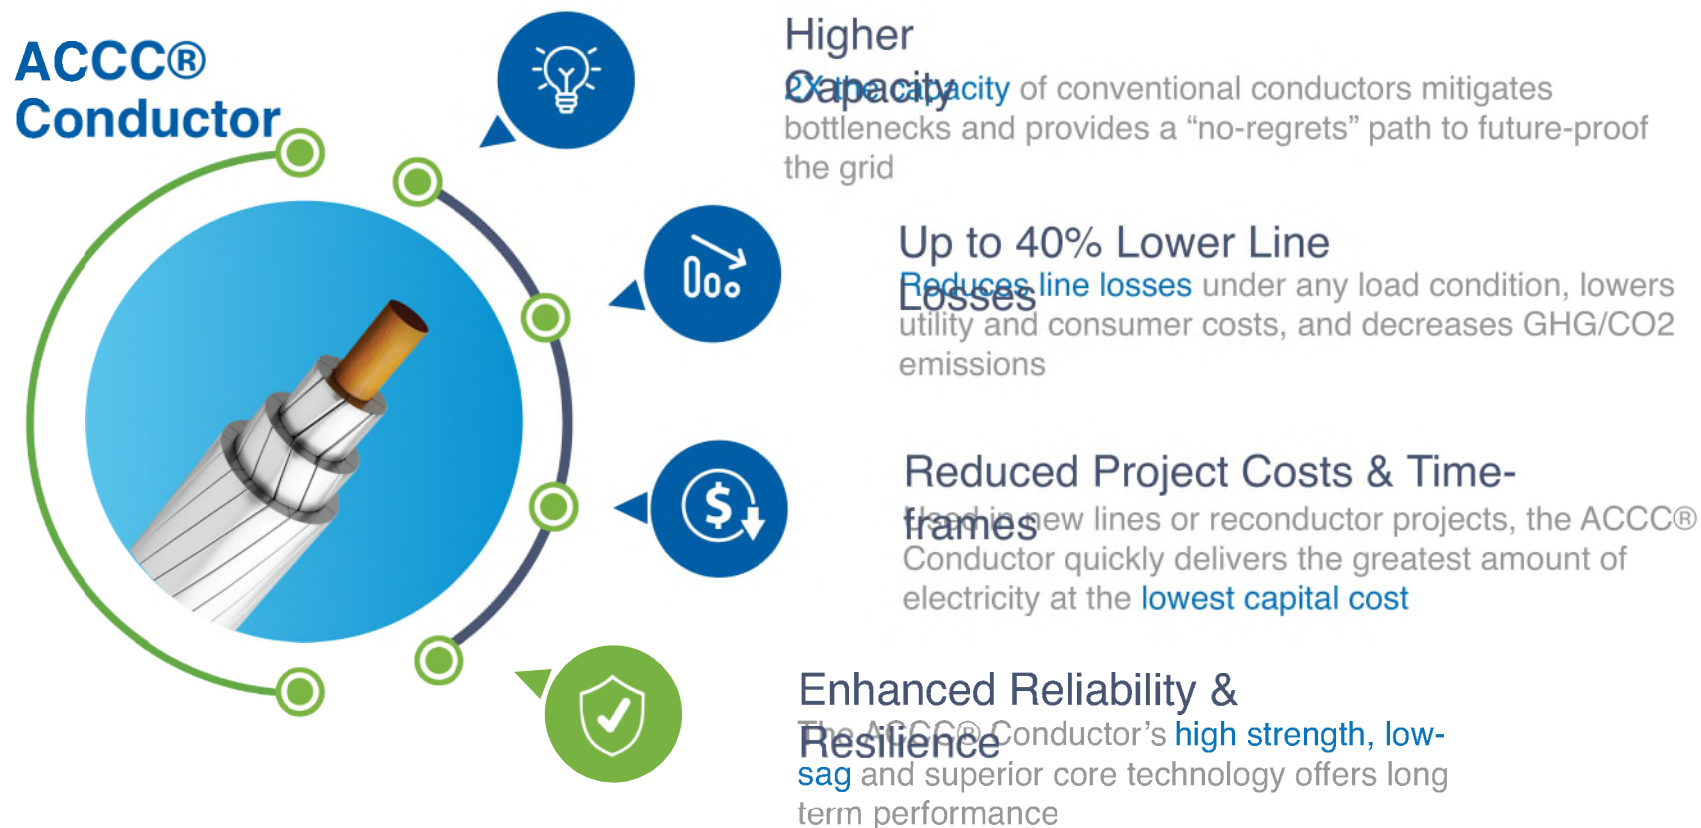 ACCC®
Conductor
Higher
Capacity
2X the capacity of conventional conductors mitigates
bottlenecks and provides a “no-regrets” path to future-proof
the grid
Up to 40% Lower Line
Losses
Reduces line losses under any load condition, lowers
utility and consumer costs, and decreases GHG/CO2
emissions
Reduced Project Costs & Time-
frames
Used in new lines or reconductor projects, the ACCC®
Conductor quickly delivers the greatest amount of
electricity at the lowest capital cost
Enhanced Reliability &
Resilience
The ACCC® Conductor’s high strength, low-
sag and superior core technology offers long
term performance